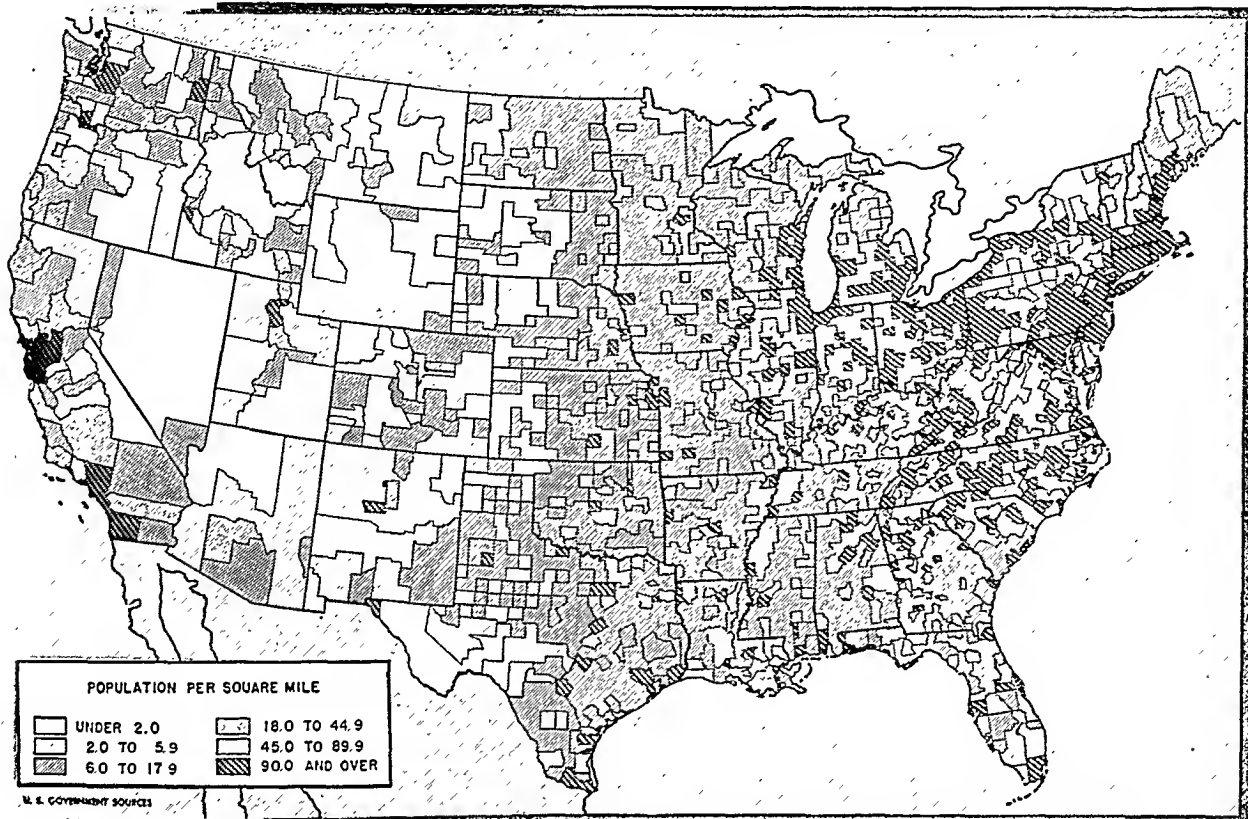 POPULATION PER SQUARE MILE
UNDER 2.0
2.0 TO 5.9
6.0 TO 17.9
18.0 TO 44.9
45.0 TO 89.9
90.0 AND OVER
U. S. GOVERNMENT SOURCES